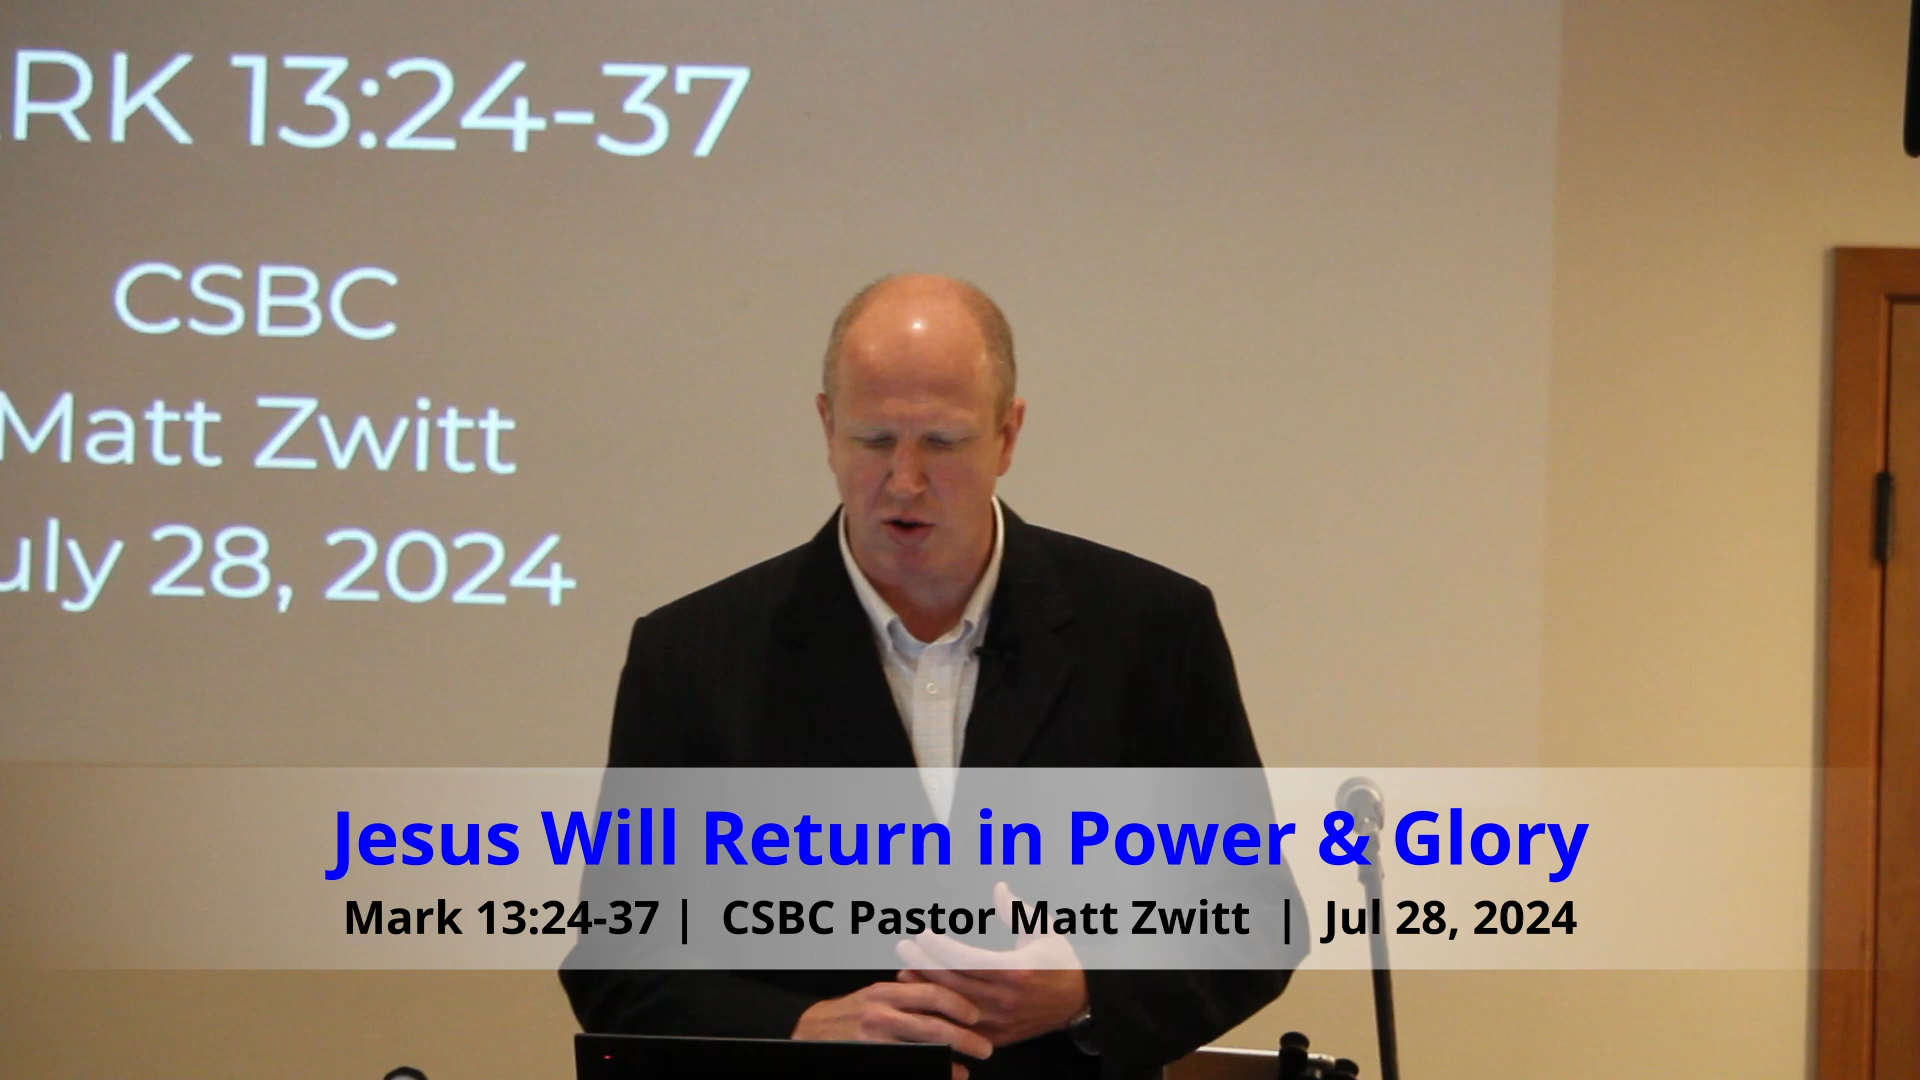 RK 13:24-37
CSBC
Matt Zwitt
uly 28, 2024
Jesus Will Return in Power & Glory
Mark 13:24-37 | CSBC Pastor Matt Zwitt | Jul 28, 2024